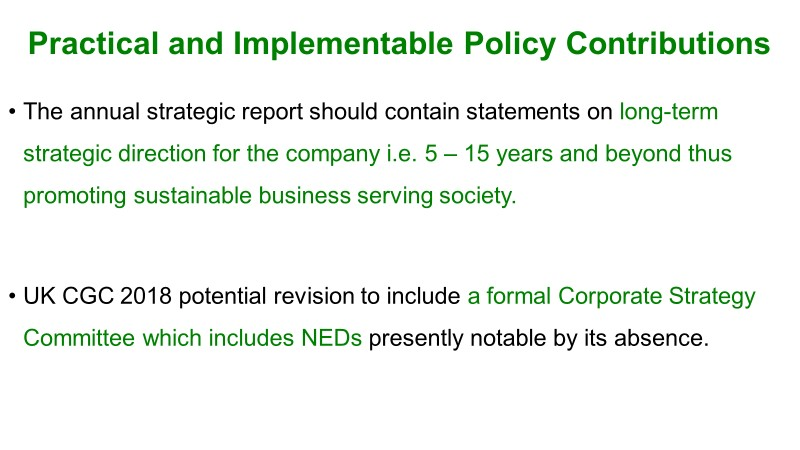 Practical and Implementable Policy Contributions
• The annual strategic report should contain statements on long-term
strategic direction for the company i.e. 5 – 15 years and beyond thus
promoting sustainable business serving society.
• UK CGC 2018 potential revision to include a formal Corporate Strategy
Committee which includes NEDs presently notable by its absence.